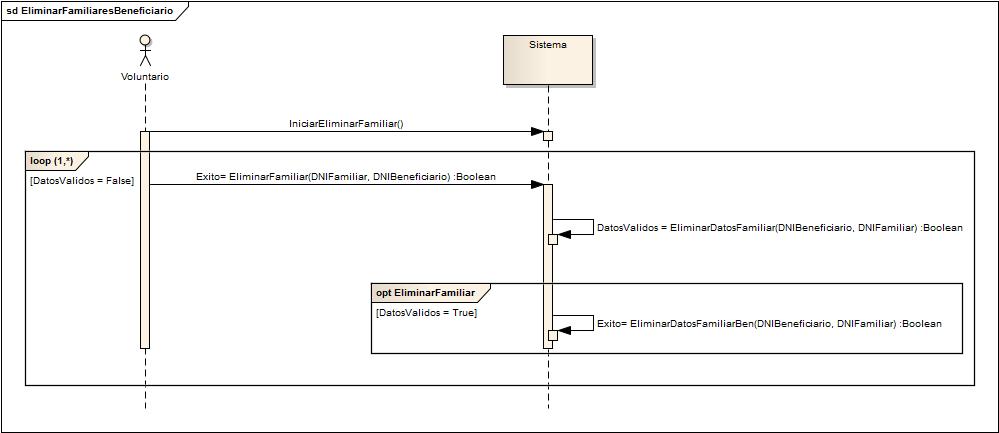 sd EliminarFamiliaresBeneficiario
Voluntario
Sistema
IniciarEliminarFamiliar()
loop (1,*)
[DatosValidos = False]
Exito= EliminarFamiliar(DNIFamiliar, DNIBeneficiario) :Boolean
DatosValidos = EliminarDatosFamiliar(DNIBeneficiario, DNIFamiliar) :Boolean
opt EliminarFamiliar
[DatosValidos = True]
Exito= EliminarDatosFamiliarBen(DNIBeneficiario, DNIFamiliar) :Boolean